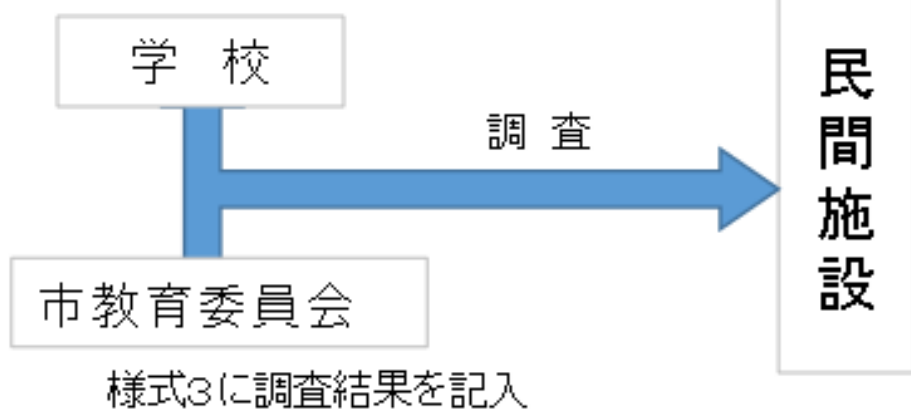 学 校
調 査
民間施設
市教育委員会
様式3に調査結果を記入